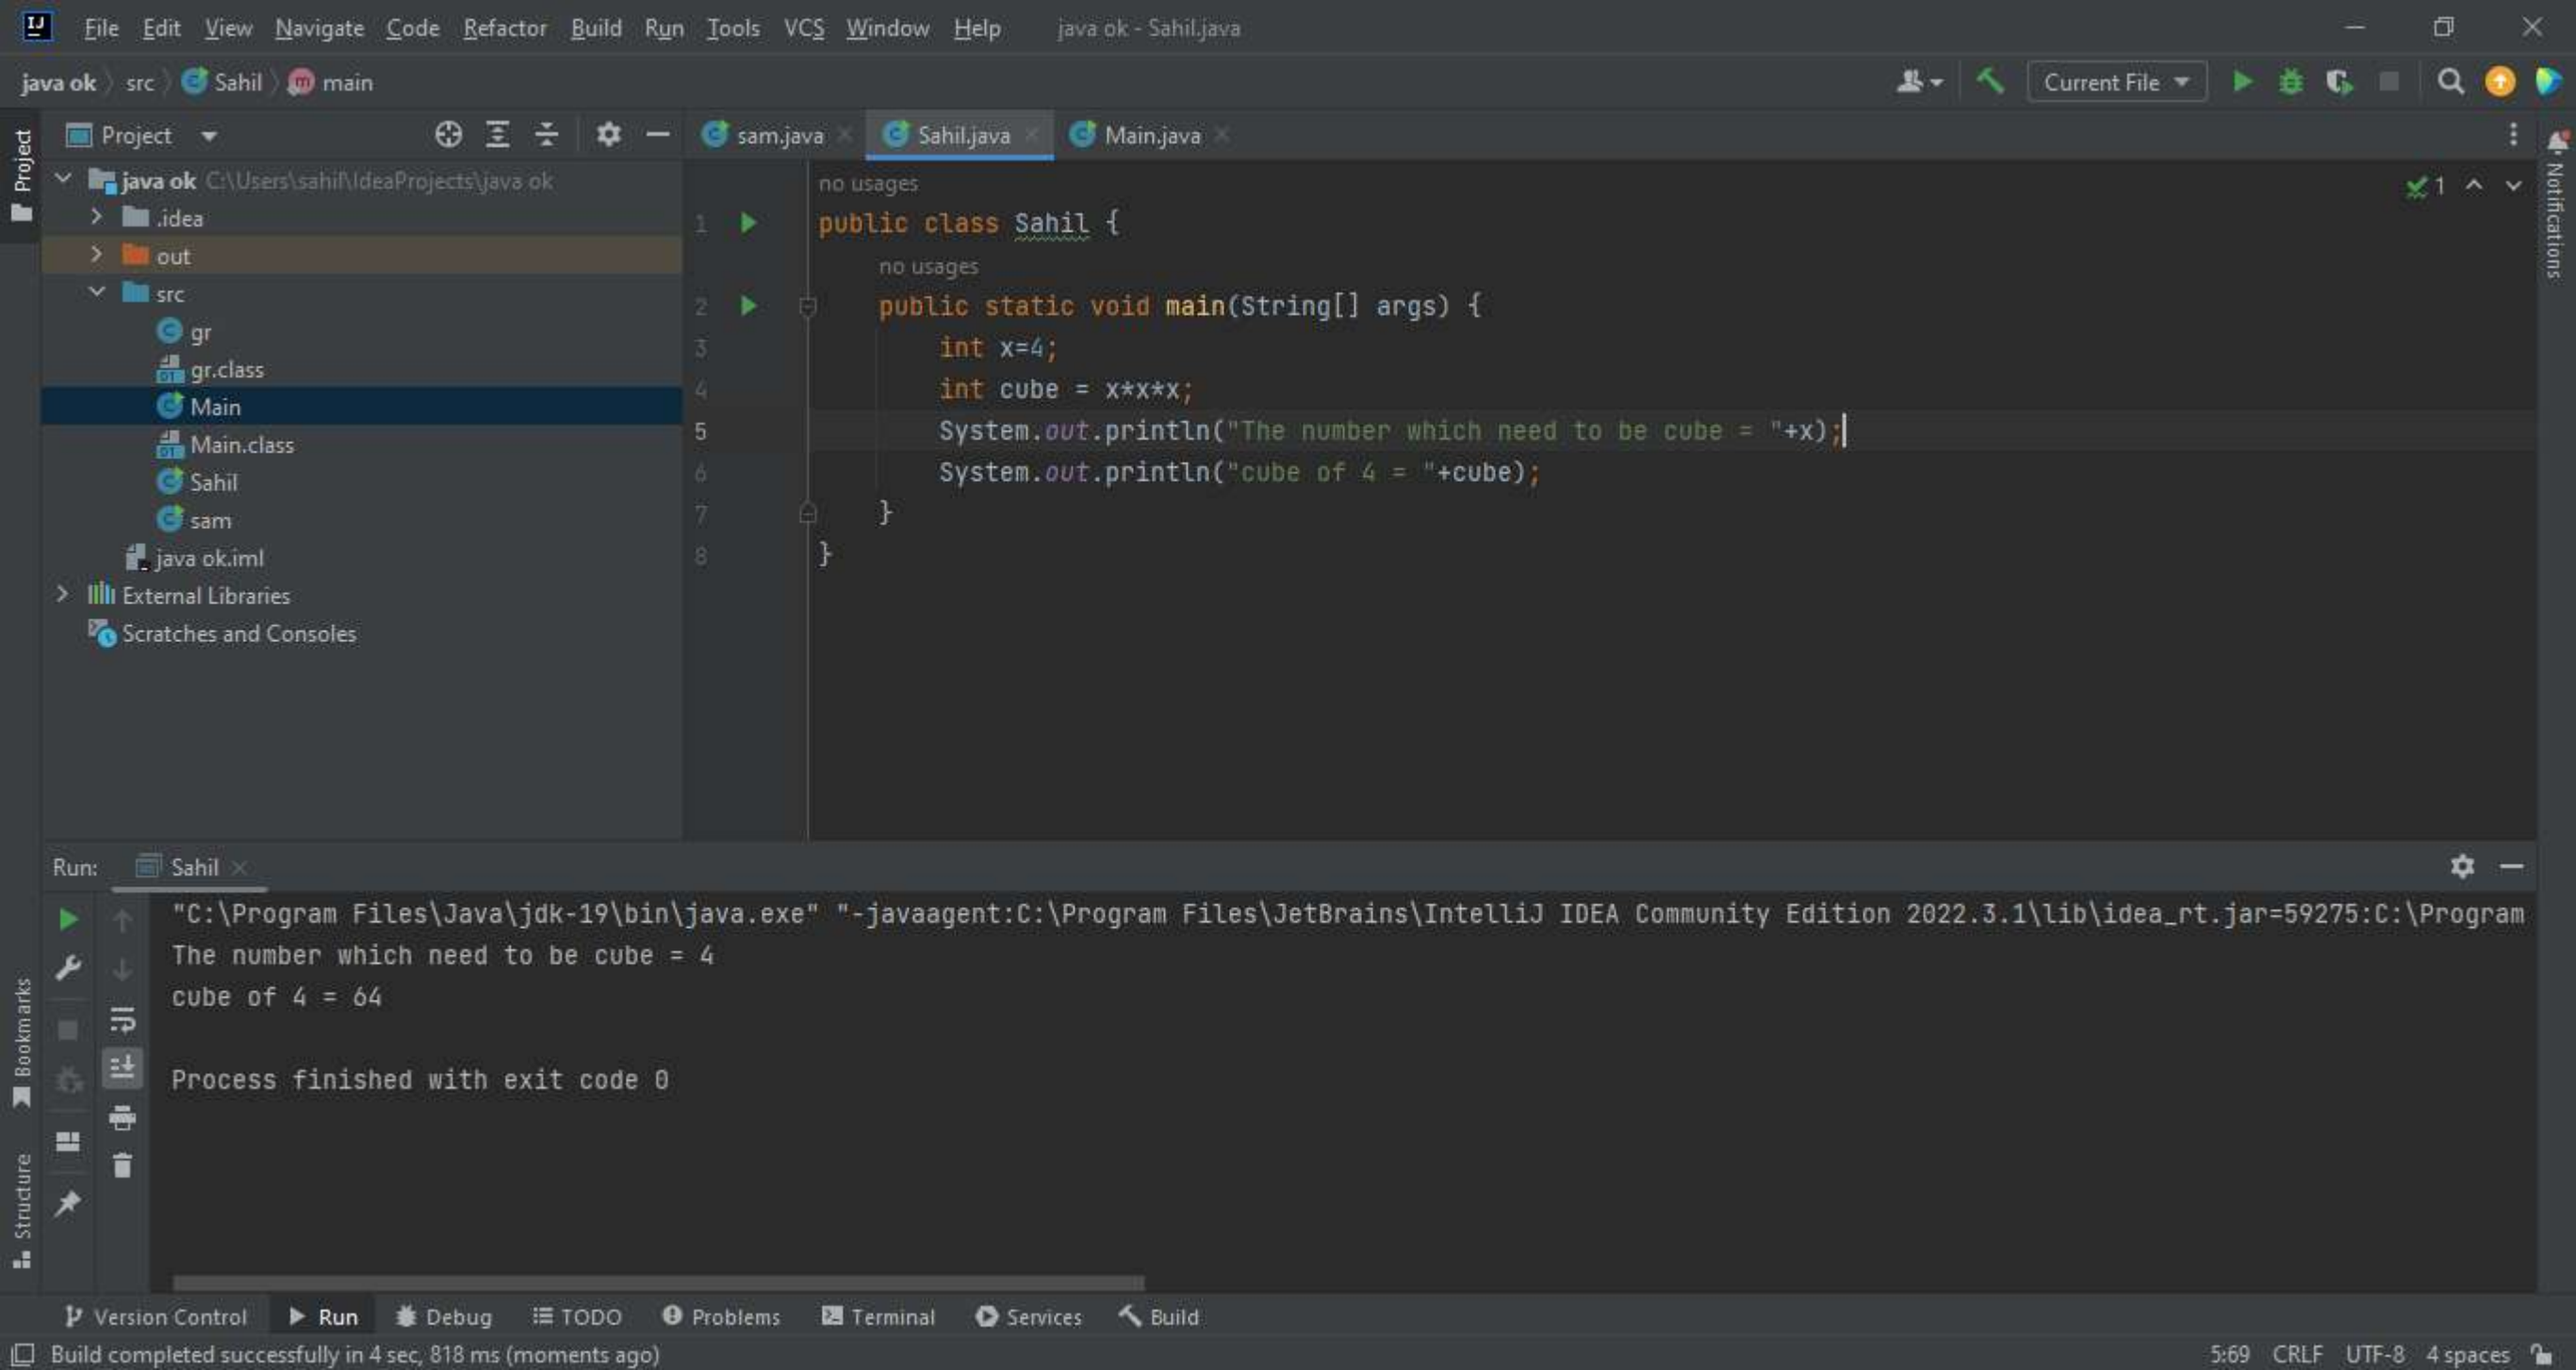 File Edit View Navigate Code Refactor Build Run Tools VCS Window Help java ok - Sahil.java
java ok src Sahil main Current File
Project sam.java Sahil.java Main.java
Project
java ok C:\Users\sahil\IdeaProjects\java ok
.idea
out
src
gr
gr.class
Main
Main.class
Sahil
sam
java ok.iml
External Libraries
Scratches and Consoles
no usages
1 public class Sahil {
no usages
2 public static void main(String[] args) {
3 int x=4;
4 int cube = x*x*x;
5 System.out.println("The number which need to be cube = "+x);
6 System.out.println("cube of 4 = "+cube);
7 }
8 }
1
Notifications
Run: Sahil
"C:\Program Files\Java\jdk-19\bin\java.exe" "-javaagent:C:\Program Files\JetBrains\IntelliJ IDEA Community Edition 2022.3.1\lib\idea_rt.jar=59275:C:\Program
The number which need to be cube = 4
cube of 4 = 64
Process finished with exit code 0
Bookmarks
Structure
Version Control Run Debug TODO Problems Terminal Services Build
Build completed successfully in 4 sec, 818 ms (moments ago) 5:69 CRLF UTF-8 4 spaces